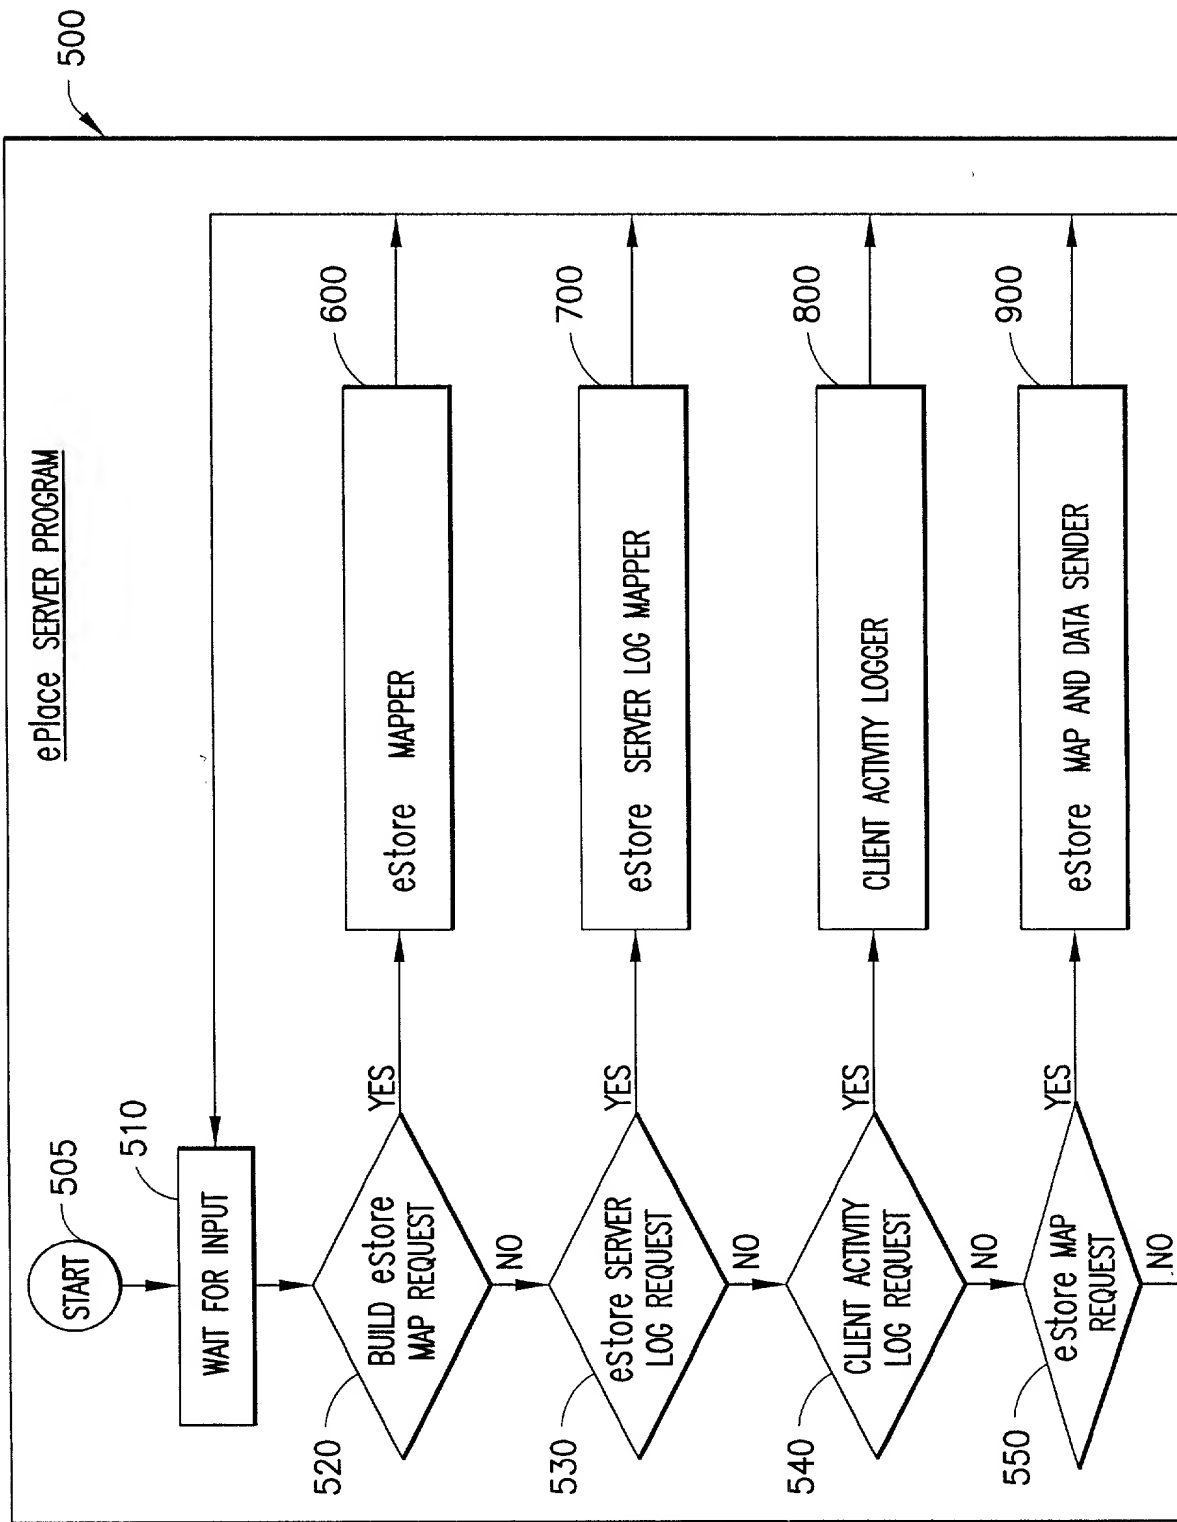 ePlace SERVER PROGRAM
500
START
505
WAIT FOR INPUT
510
BUILD eStore
MAP REQUEST
520
YES
NO
eStore MAPPER
600
eStore SERVER
LOG REQUEST
530
YES
NO
eStore SERVER LOG MAPPER
700
CLIENT ACTIVITY
LOG REQUEST
540
YES
NO
CLIENT ACTIVITY LOGGER
800
eStore MAP
REQUEST
550
YES
NO
eStore MAP AND DATA SENDER
900